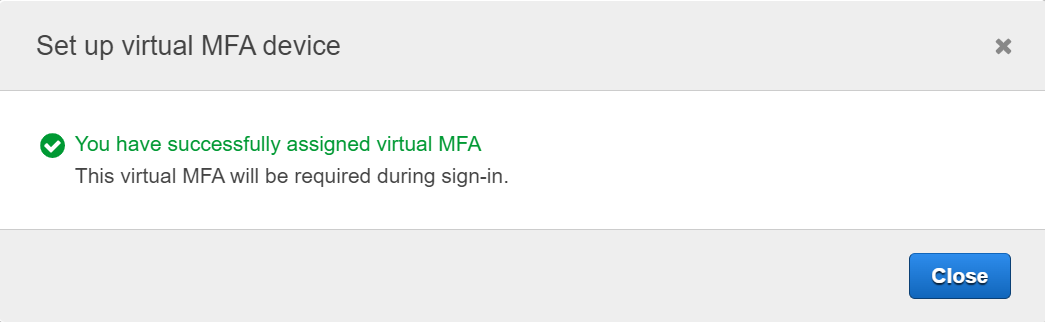 Set up virtual MFA device
You have successfully assigned virtual MFA
This virtual MFA will be required during sign-in.
Close